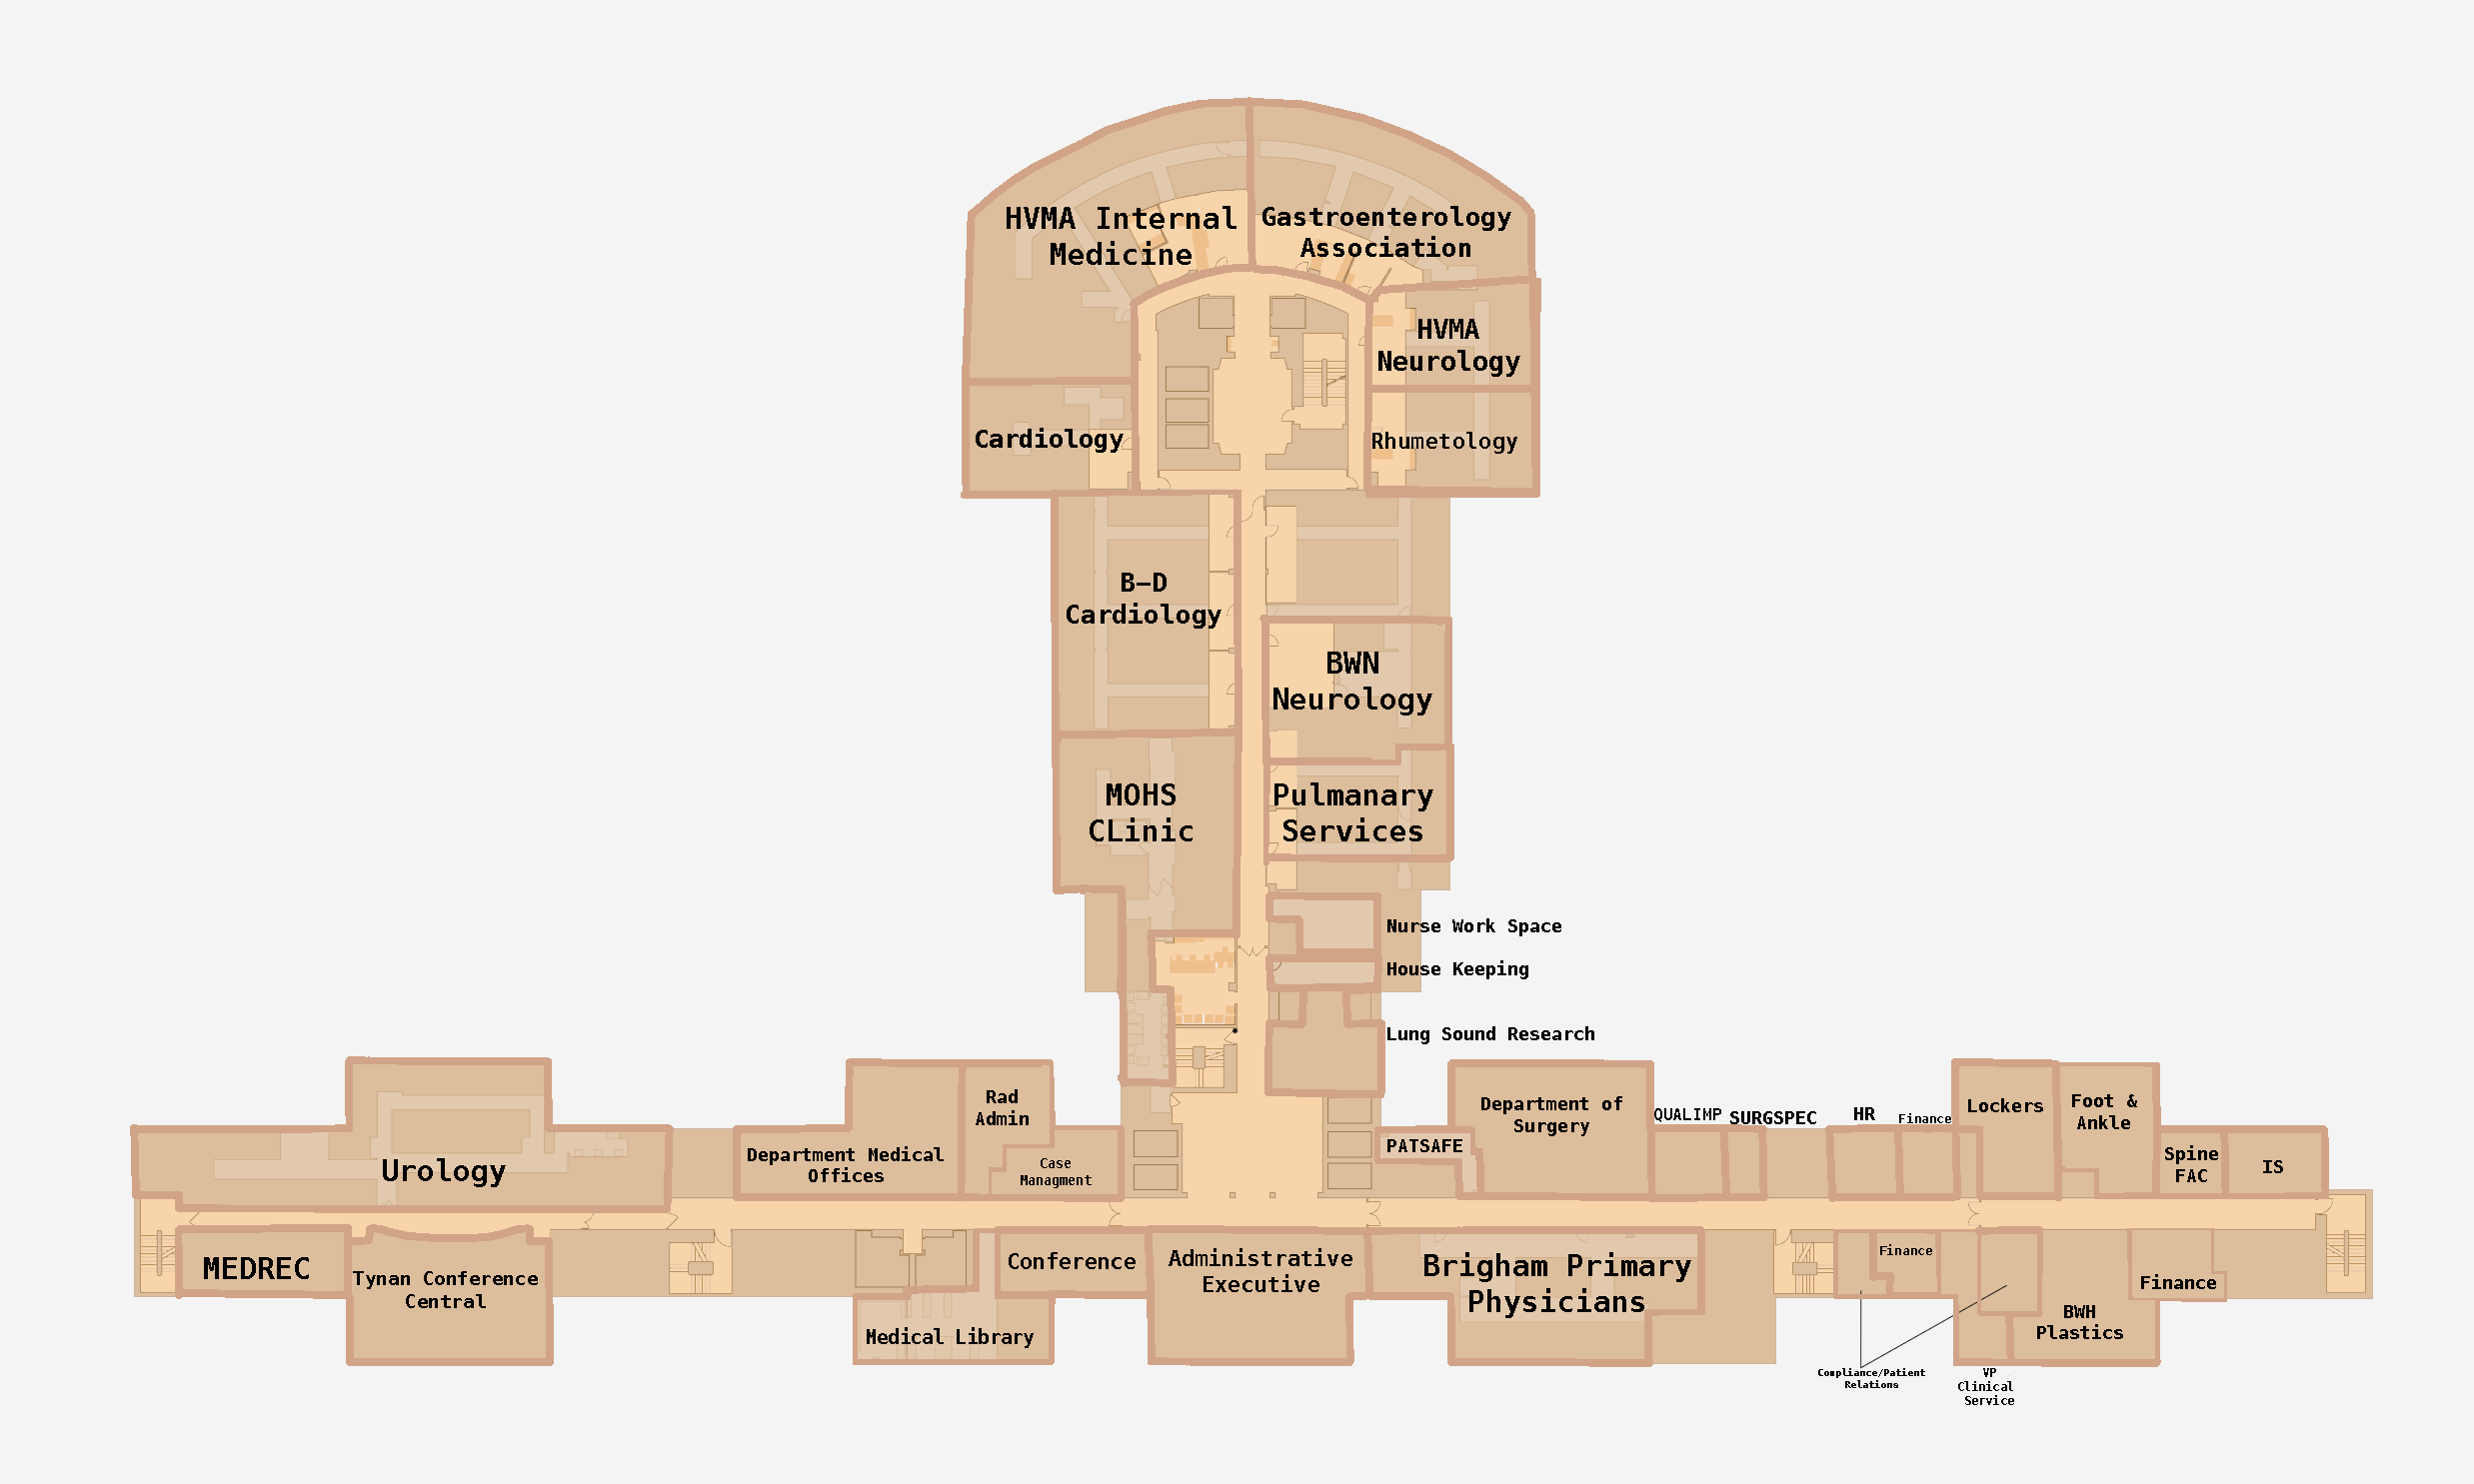 HVMA Internal
Medicine
Gastroenterology
Association
HVMA
Neurology
Cardiology
Rhumetology
B–D
Cardiology
BWN
Neurology
MOHS
CLinic
Pulmanary
Services
Nurse Work Space
House Keeping
Lung Sound Research
Urology
Department Medical
Offices
Rad
Admin
Case
Managment
PATSAFE
Department of
Surgery
QUALIMP
SURGSPEC
HR
Finance
Lockers
Foot &
Ankle
Spine
FAC
IS
MEDREC
Tynan Conference
Central
Medical Library
Conference
Administrative
Executive
Brigham Primary
Physicians
Finance
Compliance/Patient
Relations
VP
Clinical
Service
BWH
Plastics
Finance